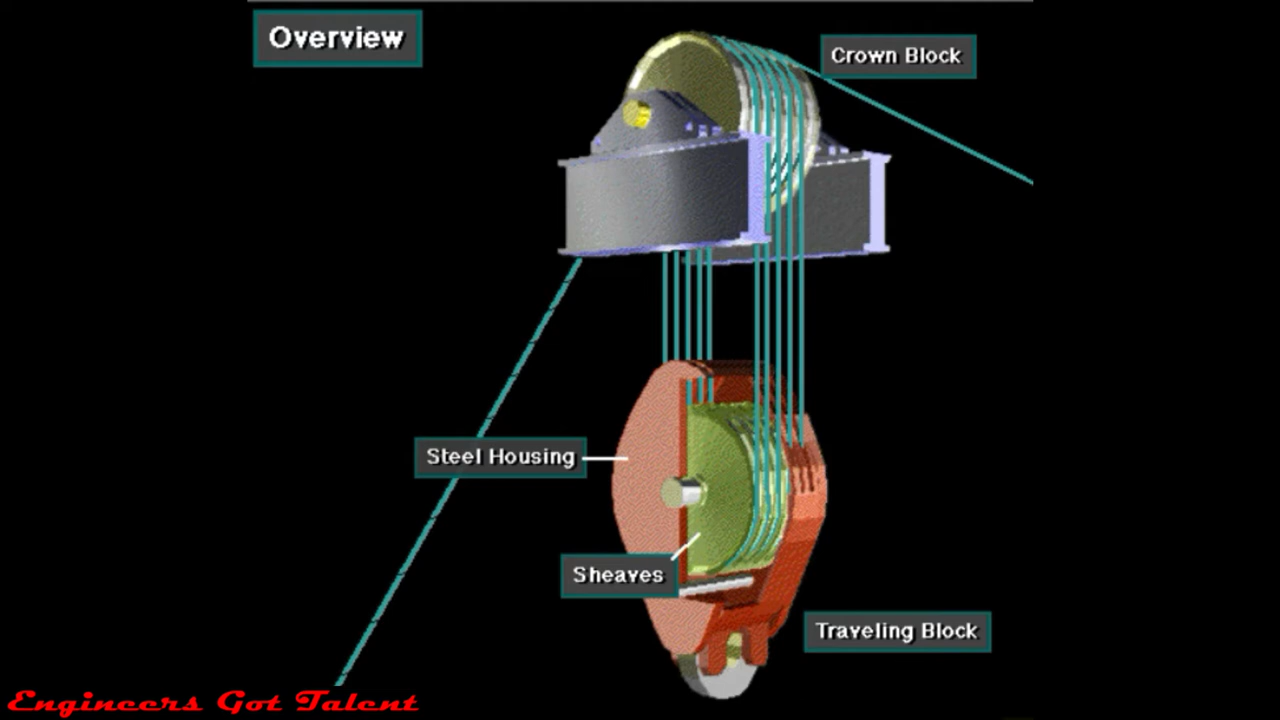 Overview
Crown Block
Steel Housing
Sheaves
Traveling Block
Engineers Got Talent